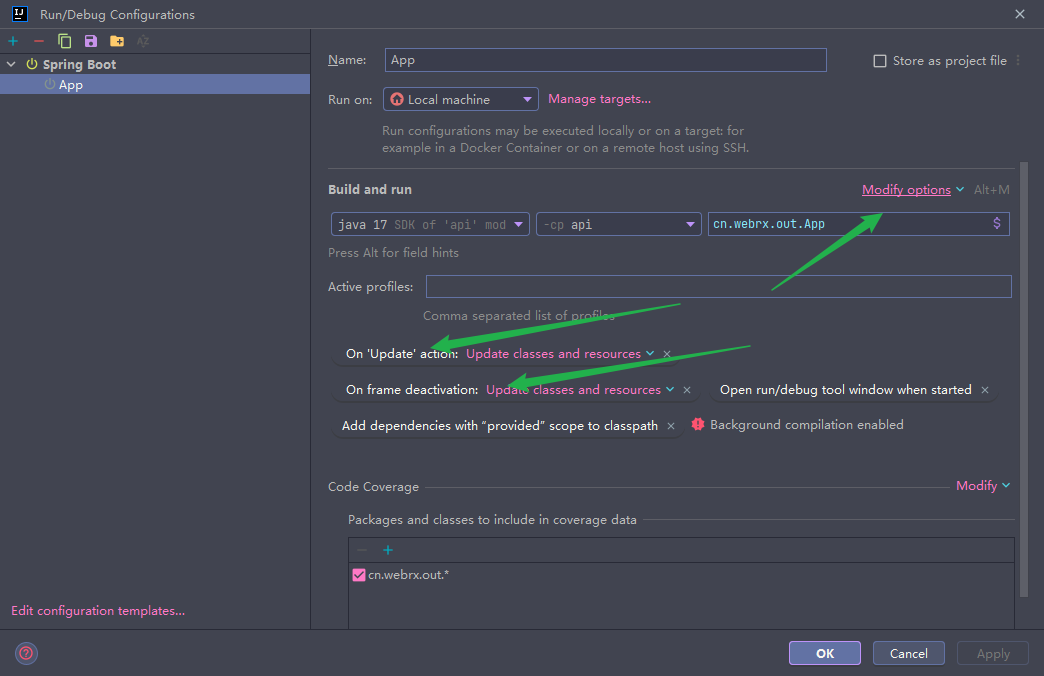 Run/Debug Configurations
Spring Boot
App
Name: App Store as project file
Run on: Local machine Manage targets...
Run configurations may be executed locally or on a target: for
example in a Docker Container or on a remote host using SSH.
Build and run Modify options Alt+M
java 17 SDK of 'api' mod -cp api cn.webrx.out.App $
Press Alt for field hints
Active profiles:
Comma separated list of profiles
On 'Update' action: Update classes and resources
On frame deactivation: Update classes and resources Open run/debug tool window when started
Add dependencies with “provided” scope to classpath Background compilation enabled
Code Coverage Modify
Packages and classes to include in coverage data
cn.webrx.out.*
Edit configuration templates...
OK Cancel Apply